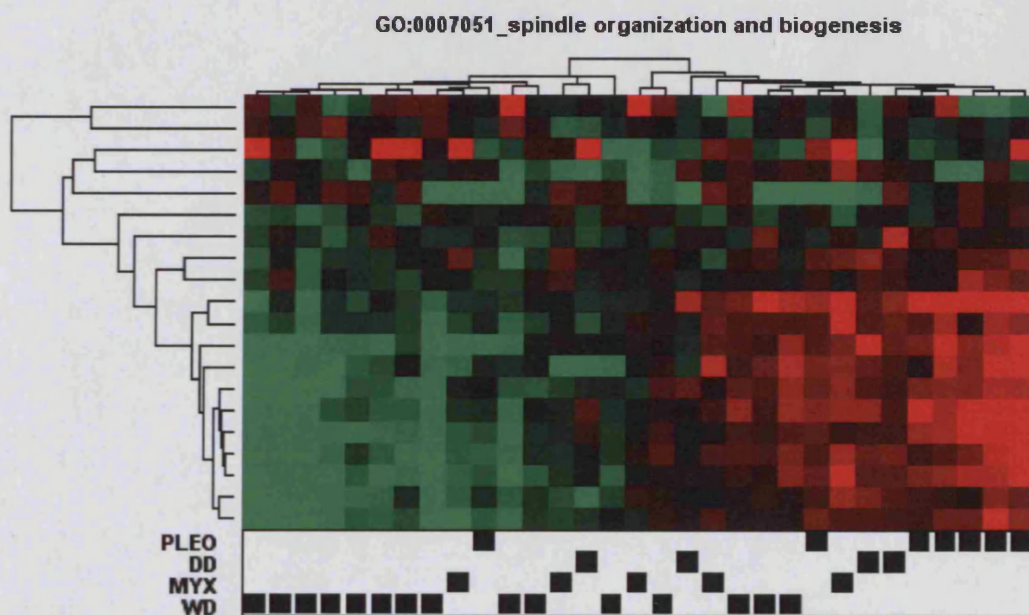 GO:0007051_spindle organization and biogenesis
PLEO
DD
MYX
WD